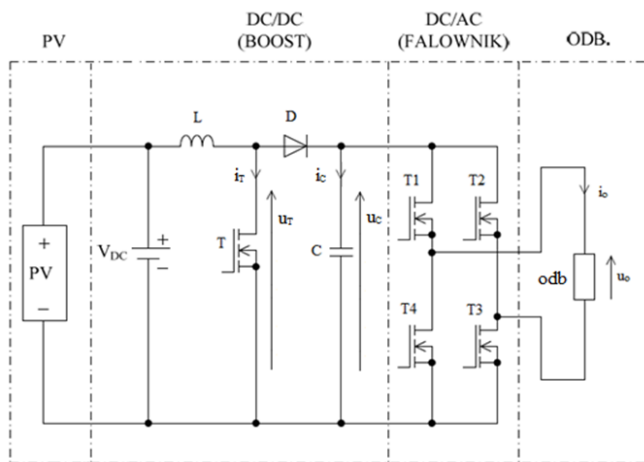 PV
DC/DC
(BOOST)
DC/AC
(FALOWNIK)
ODB.
L
D
iT
iC
T1
T2
uT
uC
io
+
PV
–
VDC
+
–
T
C
odb
uo
T4
T3